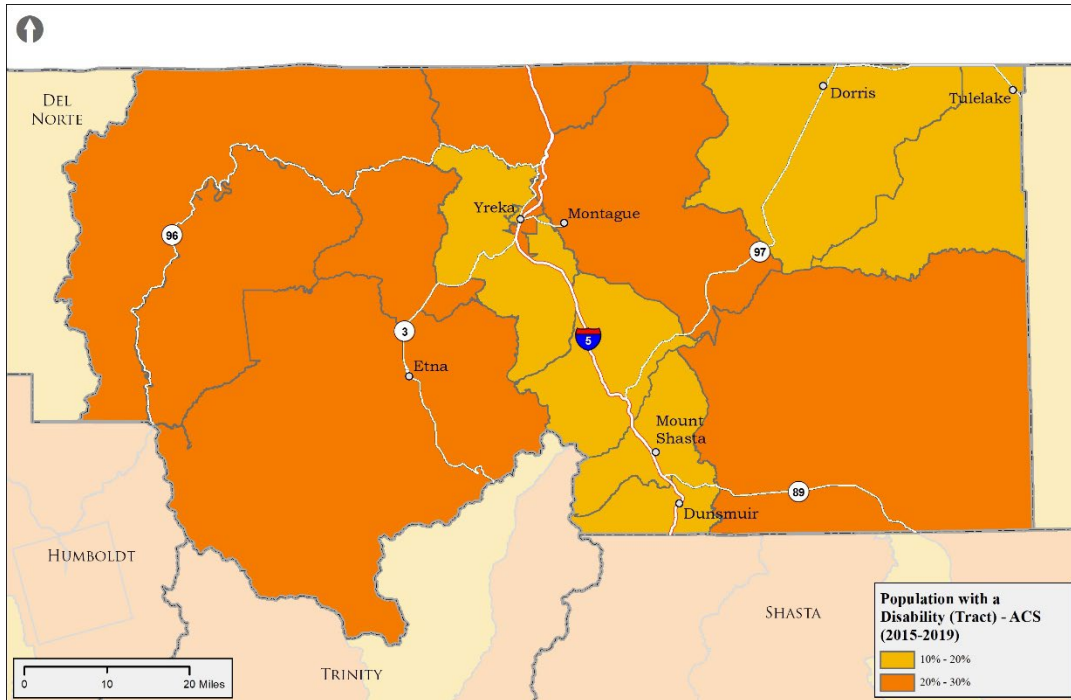 DEL
NORTE
Dorris
Tulelake
Yreka
Montague
96
97
3
5
Etna
Mount
Shasta
89
Dunsmuir
HUMBOLDT
SHASTA
TRINITY
Population with a
Disability (Tract) - ACS
(2015-2019)
10% - 20%
20% - 30%
0 10 20 Miles